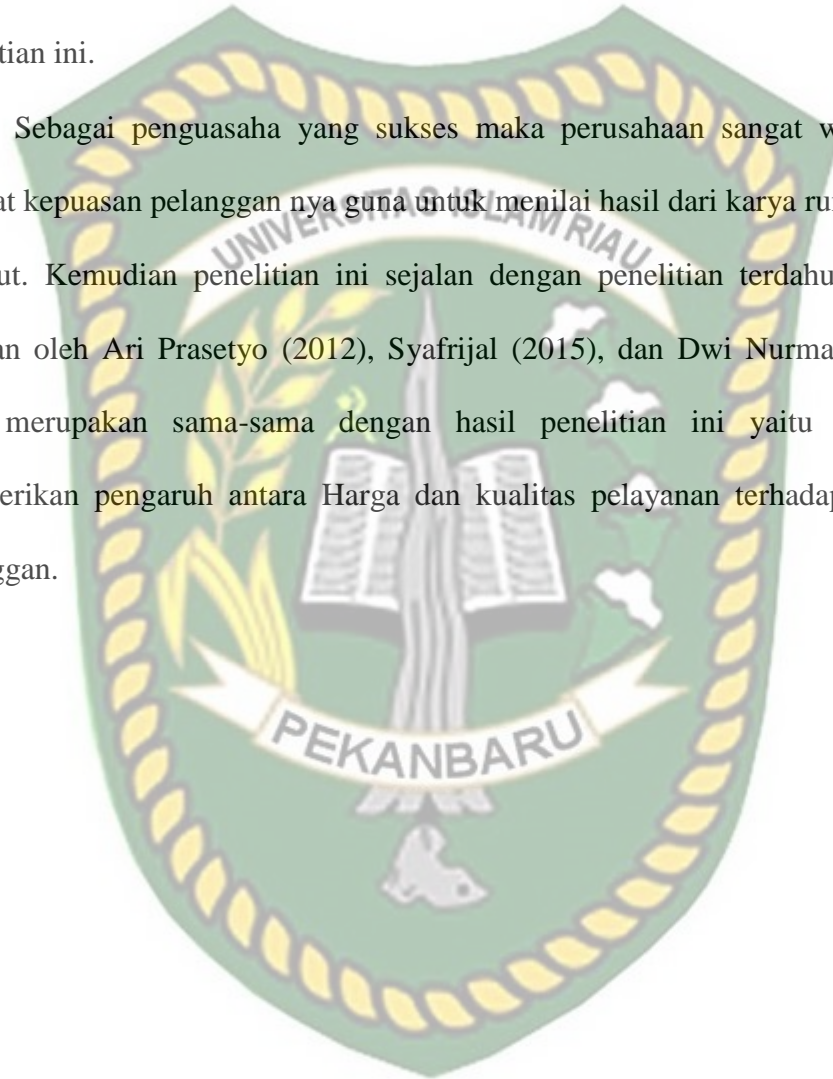 tian ini.
Sebagai penguasaha yang sukses maka perusahaan sangat w
at kepuasan pelanggan nya guna untuk menilai hasil dari karya ru
ut. Kemudian penelitian ini sejalan dengan penelitian terdahu
an oleh Ari Prasetyo (2012), Syafrijal (2015), dan Dwi Nurma
merupakan sama-sama dengan hasil penelitian ini yaitu
erikan pengaruh antara Harga dan kualitas pelayanan terhadap
ggan.
UNIVERSITAS ISLAM RIAU
PEKANBARU